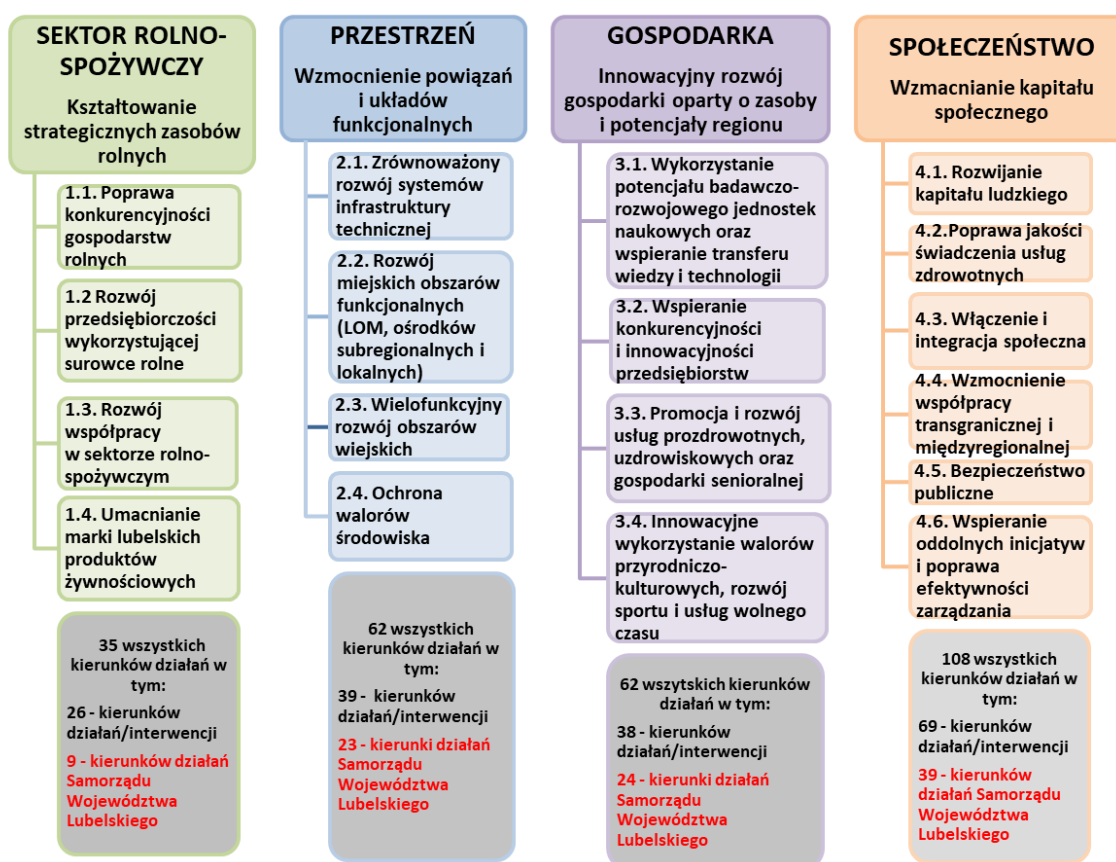 SEKTOR ROLNO-
SPOŻYWCZY
Kształtowanie
strategicznych zasobów
rolnych
1.1. Poprawa
konkurencyjności
gospodarstw
rolnych
1.2 Rozwój
przedsiębiorczości
wykorzystującej
surowce rolne
1.3. Rozwój
współpracy
w sektorze rolno-
spożywczym
1.4. Umacnianie
marki lubelskich
produktów
żywnościowych
35 wszystkich
kierunków działań w
tym:
26 - kierunków
działań/interwencji
9 - kierunków działań
Samorządu
Województwa
Lubelskiego
PRZESTRZEŃ
Wzmocnienie powiązań
i układów
funkcjonalnych
2.1. Zrównoważony
rozwój systemów
infrastruktury
technicznej
2.2. Rozwój
miejskich obszarów
funkcjonalnych
(LOM, ośrodków
subregionalnych i
lokalnych)
2.3. Wielofunkcyjny
rozwój obszarów
wiejskich
2.4. Ochrona
walorów
środowiska
62 wszystkich
kierunków działań w
tym:
39 - kierunków
działań/interwencji
23 - kierunki działań
Samorządu
Województwa
Lubelskiego
GOSPODARKA
Innowacyjny rozwój
gospodarki oparty o zasoby
i potencjały regionu
3.1. Wykorzystanie
potencjału badawczo-
rozwojowego jednostek
naukowych oraz
wspieranie transferu
wiedzy i technologii
3.2. Wspieranie
konkurencyjności
i innowacyjności
przedsiębiorstw
3.3. Promocja i rozwój
usług prozdrowotnych,
uzdrowiskowych oraz
gospodarki senioralnej
3.4. Innowacyjne
wykorzystanie walorów
przyrodniczo-
kulturowych, rozwój
sportu i usług wolnego
czasu
62 wszytskich kierunków
działań w tym:
38 - kierunków
działań/interwencji
24 - kierunki działań
Samorządu
Województwa
Lubelskiego
SPOŁECZEŃSTWO
Wzmacnianie kapitału
społecznego
4.1. Rozwijanie
kapitału ludzkiego
4.2.Poprawa jakości
świadczenia usług
zdrowotnych
4.3. Włączenie i
integracja społeczna
4.4. Wzmocnienie
współpracy
transgranicznej i
międzyregionalnej
4.5. Bezpieczeństwo
publiczne
4.6. Wspieranie
oddolnych inicjatyw
i poprawa
efektywności
zarządzania
108 wszystkich
kierunków działań w
tym:
69 - kierunków
działań/interwencji
39 - kierunków
działań Samorządu
Województwa
Lubelskiego